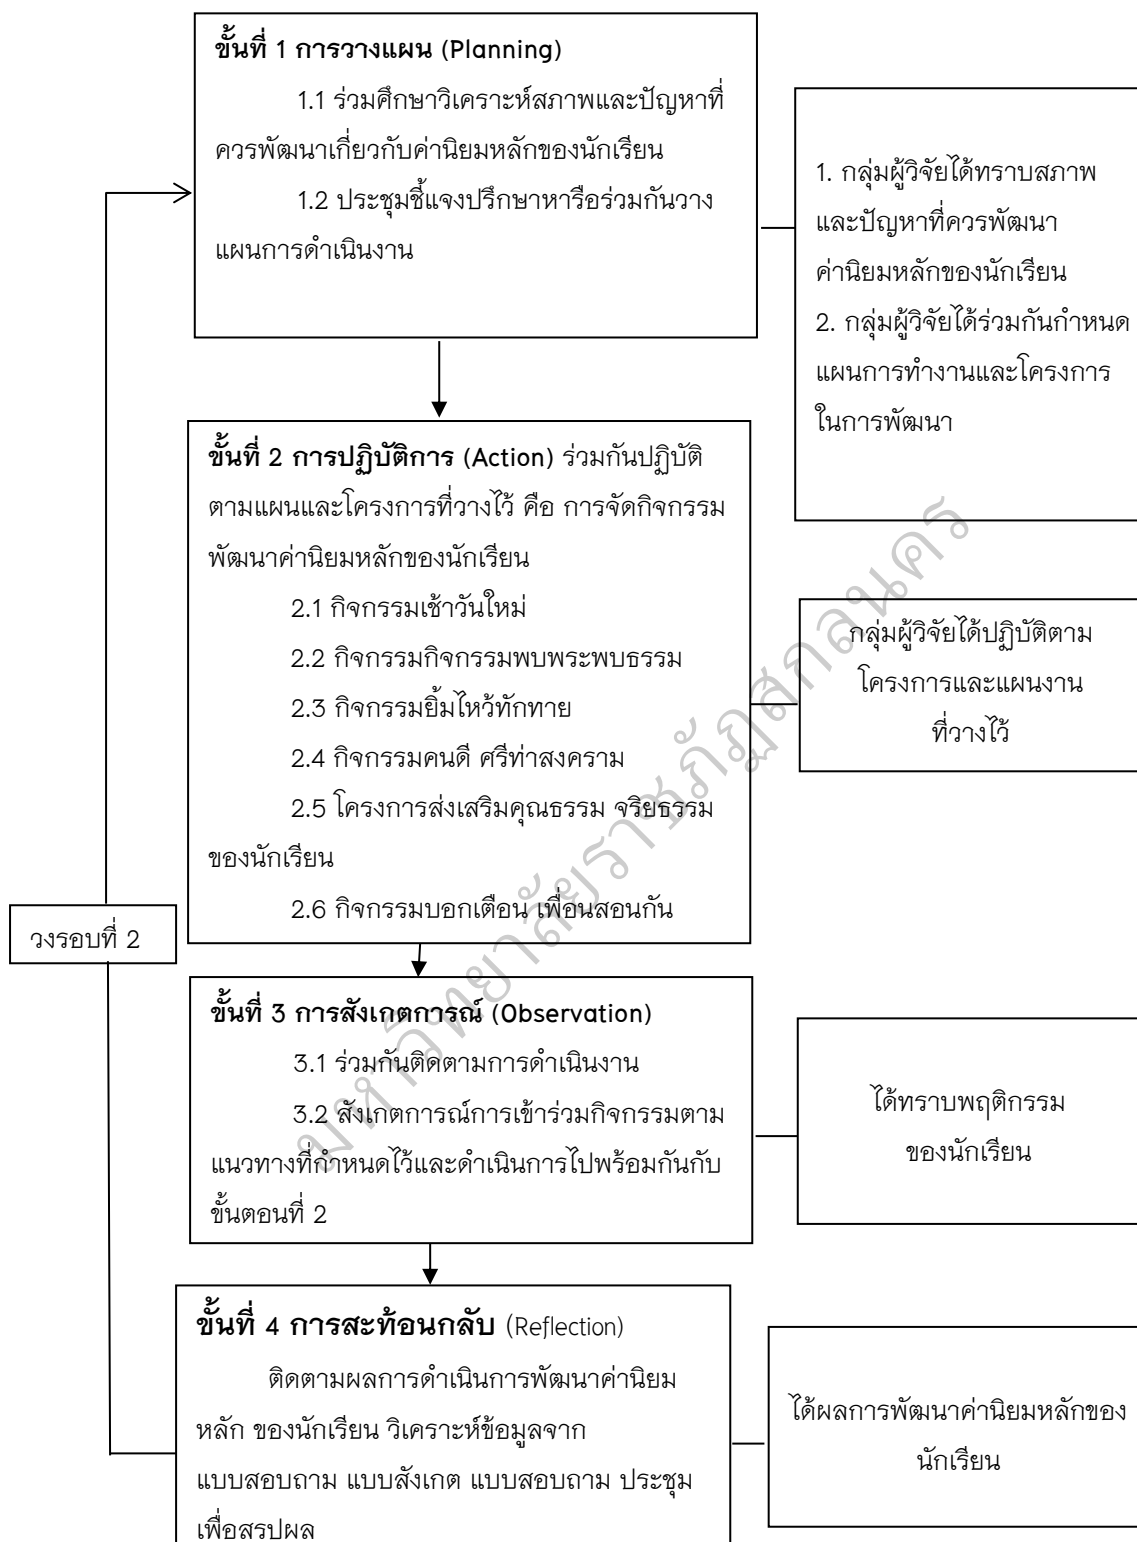 ขั้นที่ 1 การวางแผน (Planning)
1.1 ร่วมศึกษาวิเคราะห์สภาพและปัญหาที่
ควรพัฒนาเกี่ยวกับค่านิยมหลักของนักเรียน
1.2 ประชุมชี้แจงปรึกษาหารือร่วมกันวาง
แผนการดำเนินงาน
1. กลุ่มผู้วิจัยได้ทราบสภาพ
และปัญหาที่ควรพัฒนา
ค่านิยมหลักของนักเรียน
2. กลุ่มผู้วิจัยได้ร่วมกันกำหนด
แผนการทำงานและโครงการ
ในการพัฒนา
ขั้นที่ 2 การปฏิบัติการ (Action) ร่วมกันปฏิบัติ
ตามแผนและโครงการที่วางไว้ คือ การจัดกิจกรรม
พัฒนาค่านิยมหลักของนักเรียน
2.1 กิจกรรมเช้าวันใหม่
2.2 กิจกรรมกิจกรรมพบพระพบธรรม
2.3 กิจกรรมยิ้มไหว้ทักทาย
2.4 กิจกรรมคนดี ศรีท่าสงคราม
2.5 โครงการส่งเสริมคุณธรรม จริยธรรม
ของนักเรียน
2.6 กิจกรรมบอกเตือน เพื่อนสอนกัน
กลุ่มผู้วิจัยได้ปฏิบัติตาม
โครงการและแผนงาน
ที่วางไว้
วงรอบที่ 2
ขั้นที่ 3 การสังเกตการณ์ (Observation)
3.1 ร่วมกันติดตามการดำเนินงาน
3.2 สังเกตการณ์การเข้าร่วมกิจกรรมตาม
แนวทางที่กำหนดไว้และดำเนินการไปพร้อมกันกับ
ขั้นตอนที่ 2
ได้ทราบพฤติกรรม
ของนักเรียน
ขั้นที่ 4 การสะท้อนกลับ (Reflection)
ติดตามผลการดำเนินการพัฒนาค่านิยม
หลัก ของนักเรียน วิเคราะห์ข้อมูลจาก
แบบสอบถาม แบบสังเกต แบบสอบถาม ประชุม
เพื่อสรุปผล
ได้ผลการพัฒนาค่านิยมหลักของ
นักเรียน
มหาวิทยาลัยราชภัฏสกลนคร